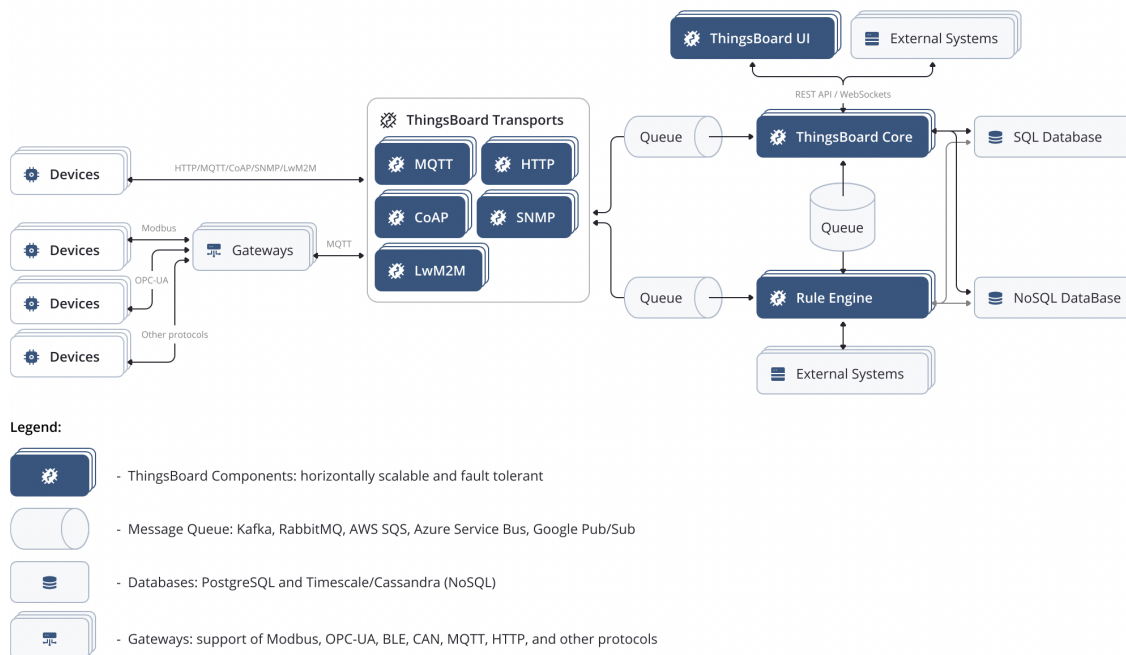 ThingsBoard UI
External Systems
REST API / WebSockets
ThingsBoard Transports
MQTT
HTTP
CoAP
SNMP
LwM2M
Queue
ThingsBoard Core
SQL Database
Devices
HTTP/MQTT/CoAP/SNMP/LwM2M
Devices
Modbus
Gateways
MQTT
OPC-UA
Devices
Other protocols
Devices
Queue
Queue
Rule Engine
NoSQL DataBase
External Systems
Legend:
- ThingsBoard Components: horizontally scalable and fault tolerant
- Message Queue: Kafka, RabbitMQ, AWS SQS, Azure Service Bus, Google Pub/Sub
- Databases: PostgreSQL and Timescale/Cassandra (NoSQL)
- Gateways: support of Modbus, OPC-UA, BLE, CAN, MQTT, HTTP, and other protocols